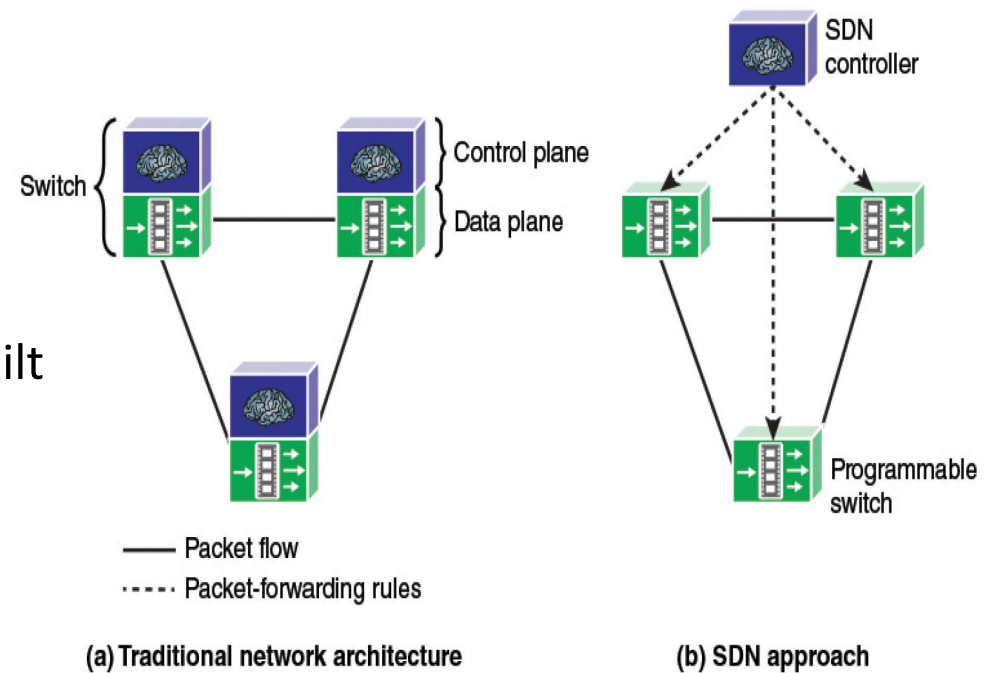 SDN
controller
Switch
Control plane
Data plane
ilt
Programmable
switch
Packet flow
Packet-forwarding rules
(a) Traditional network architecture
(b) SDN approach